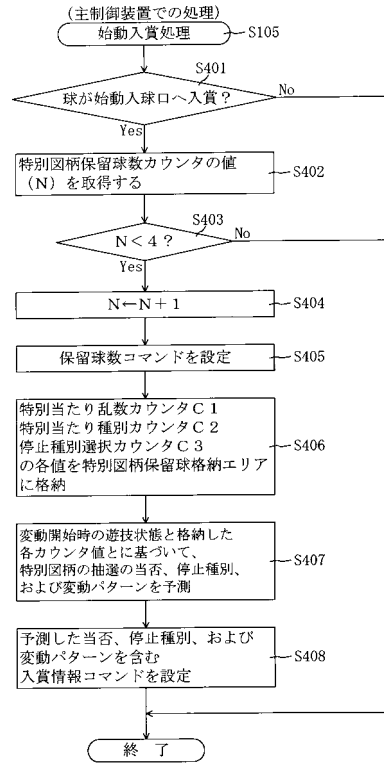 (主制御装置での処理)
始動入賞処理
S105
S401
球が始動入球口へ入賞？
No
Yes
特別図柄保留球数カウンタの値
（N）を取得する
S402
S403
N＜４？
No
Yes
N←N＋１
S404
保留球数コマンドを設定
S405
特別当たり乱数カウンタC１
特別当たり種別カウンタC２
停止種別選択カウンタC３
の各値を特別図柄保留球格納エリア
に格納
S406
変動開始時の遊技状態と格納した
各カウンタ値とに基づいて、
特別図柄の抽選の当否、停止種別、
および変動パターンを予測
S407
予測した当否、停止種別、および
変動パターンを含む
入賞情報コマンドを設定
S408
終 了